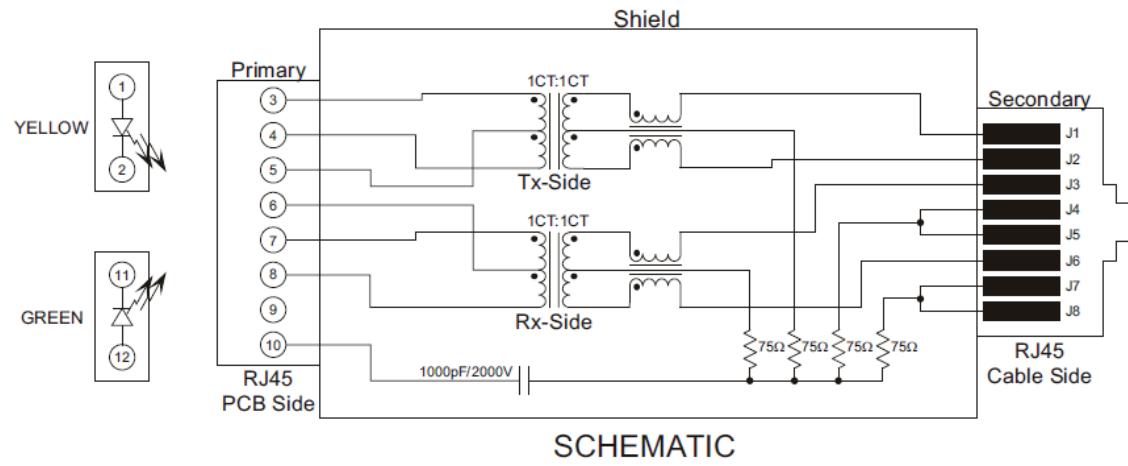 Shield
Primary
1CT:1CT
Secondary
1
3
J1
YELLOW
4
J2
2
5
Tx-Side
J3
6
1CT:1CT
J4
7
J5
11
8
J6
GREEN
9
J7
Rx-Side
J8
12
10
75Ω 75Ω 75Ω 75Ω
1000pF/2000V
RJ45
PCB Side
RJ45
Cable Side
SCHEMATIC